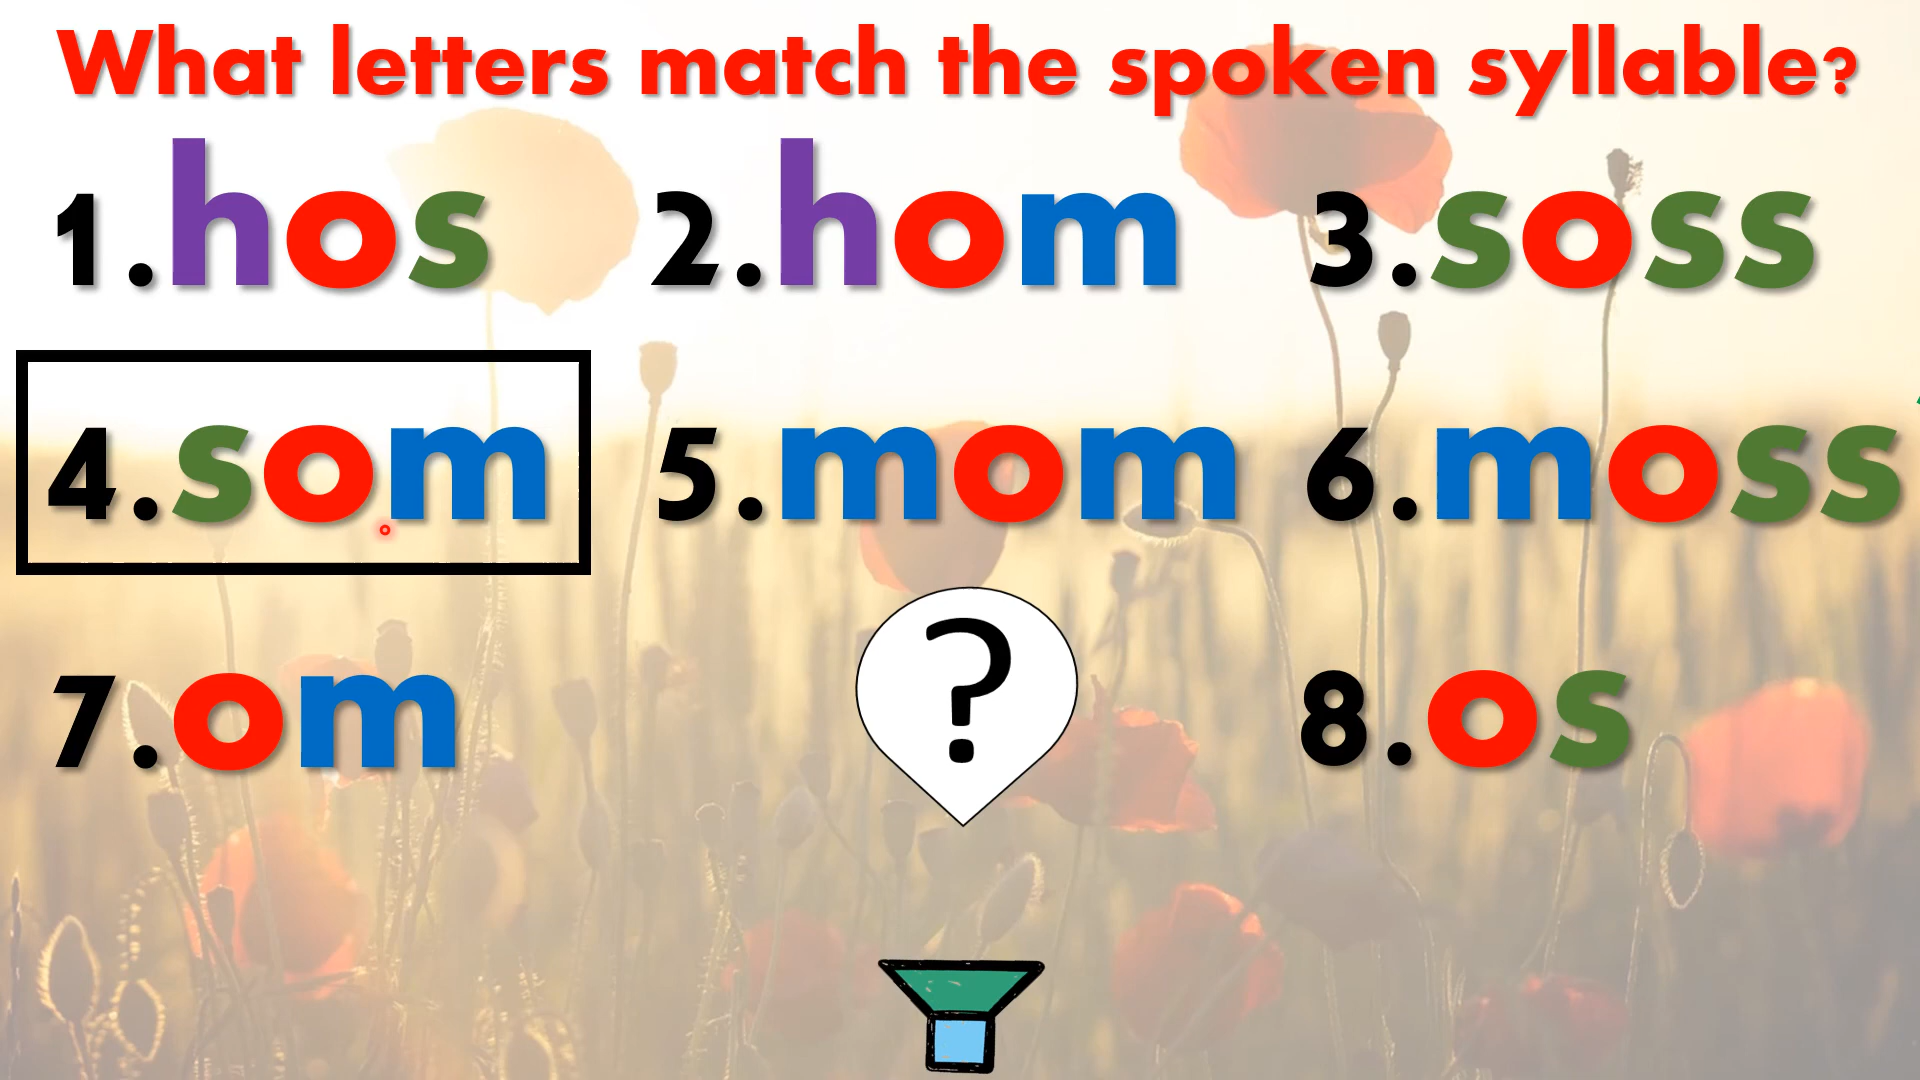 What letters match the spoken syllable?
1.hos 2.hom 3.soss
4.som 5.mom 6.moss
7.om ? 8.os